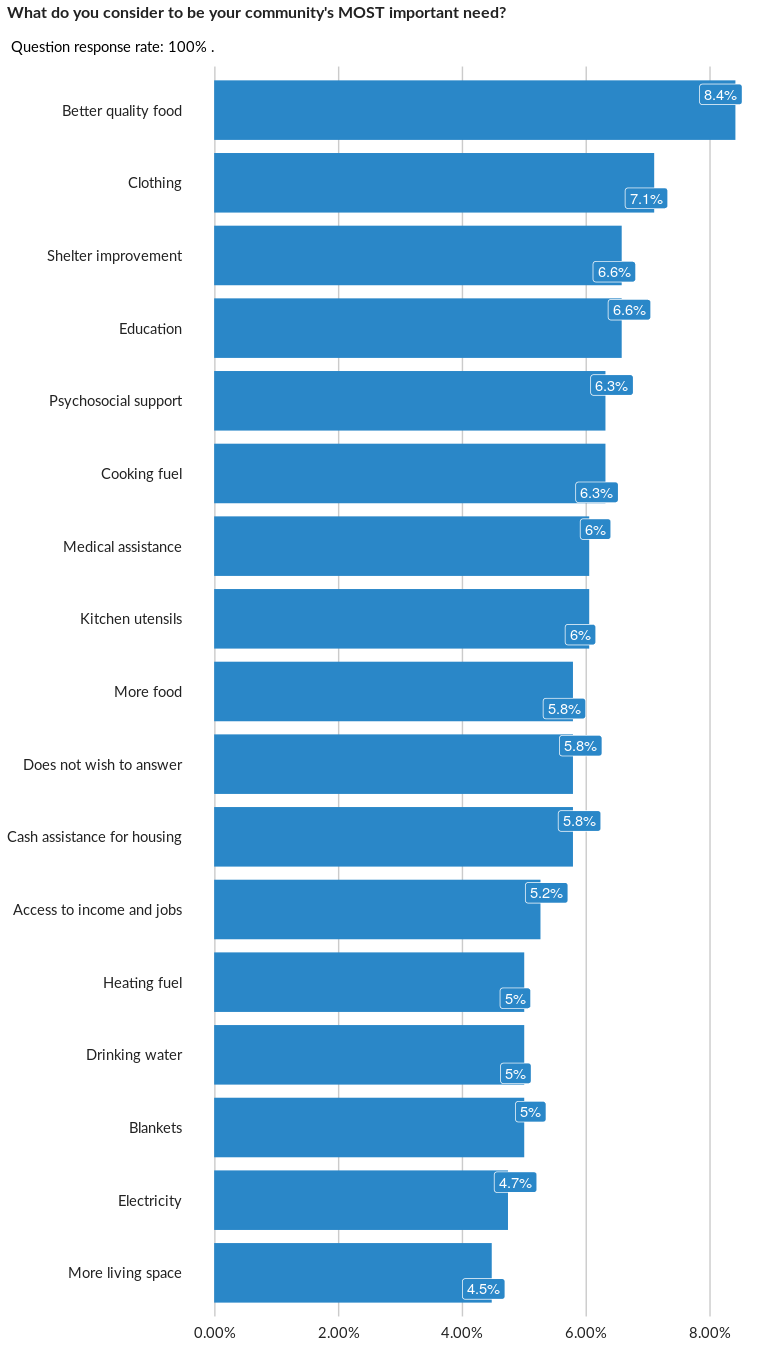 What do you consider to be your community's MOST important need?
Question response rate: 100% .
Better quality food 8.4%
Clothing 7.1%
Shelter improvement 6.6%
Education 6.6%
Psychosocial support 6.3%
Cooking fuel 6.3%
Medical assistance 6%
Kitchen utensils 6%
More food 5.8%
Does not wish to answer 5.8%
Cash assistance for housing 5.8%
Access to income and jobs 5.2%
Heating fuel 5%
Drinking water 5%
Blankets 5%
Electricity 4.7%
More living space 4.5%
0.00% 2.00% 4.00% 6.00% 8.00%